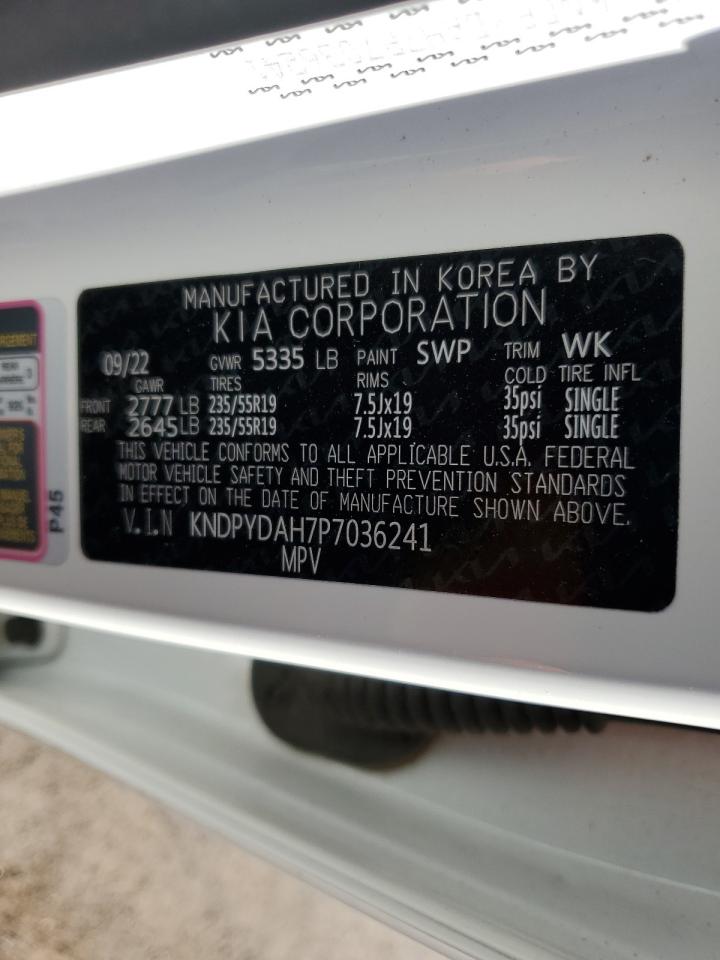 MANUFACTURED IN KOREA BY
KIA CORPORATION
09/22 GVWR 5335 LB PAINT SWP TRIM WK
GAWR TIRES RIMS COLD TIRE INFL
FRONT 2777 LB 235/55R19 7.5Jx19 35psi SINGLE
REAR 2645 LB 235/55R19 7.5Jx19 35psi SINGLE
THIS VEHICLE CONFORMS TO ALL APPLICABLE U.S.A. FEDERAL
MOTOR VEHICLE SAFETY AND THEFT PREVENTION STANDARDS
IN EFFECT ON THE DATE OF MANUFACTURE SHOWN ABOVE.
V.I.N KNDPYDAH7P7036241
MPV
P45